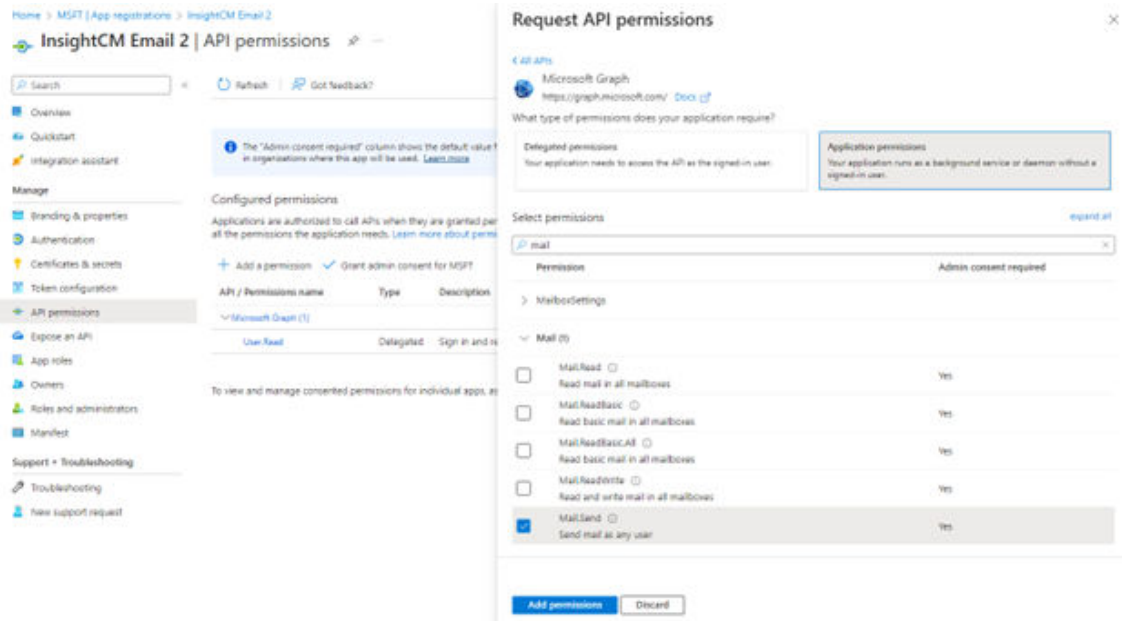 Home > MSFT | App registrations > InsightCM Email 2
InsightCM Email 2 | API permissions
Search
Refresh
Got feedback?
Overview
Quickstart
Integration assistant
Manage
Branding & properties
Authentication
Certificates & secrets
Token configuration
API permissions
Expose an API
App roles
Owners
Roles and administrators
Manifest
Support + Troubleshooting
Troubleshooting
New support request
The "Admin consent required" column shows the default value
in organizations where this app will be used. Learn more
Configured permissions
Applications are authorized to call APIs when they are granted per
all the permissions the application needs. Learn more about permi
Add a permission
Grant admin consent for MSFT
API / Permissions name Type Description
Microsoft Graph (1)
User.Read Delegated Sign in and re
To view and manage consented permissions for individual apps, as
Request API permissions
< All APIs
Microsoft Graph
https://graph.microsoft.com/ Docs
What type of permissions does your application require?
Delegated permissions
Your application needs to access the API as the signed-in user.
Application permissions
Your application runs as a background service or daemon without a
signed-in user.
Select permissions
expand all
mail
Permission Admin consent required
MailboxSettings
Mail (1)
Mail.Read
Read mail in all mailboxes
Yes
Mail.ReadBasic
Read basic mail in all mailboxes
Yes
Mail.ReadBasic.All
Read basic mail in all mailboxes
Yes
Mail.ReadWrite
Read and write mail in all mailboxes
Yes
Mail.Send
Send mail as any user
Yes
Add permissions
Discard